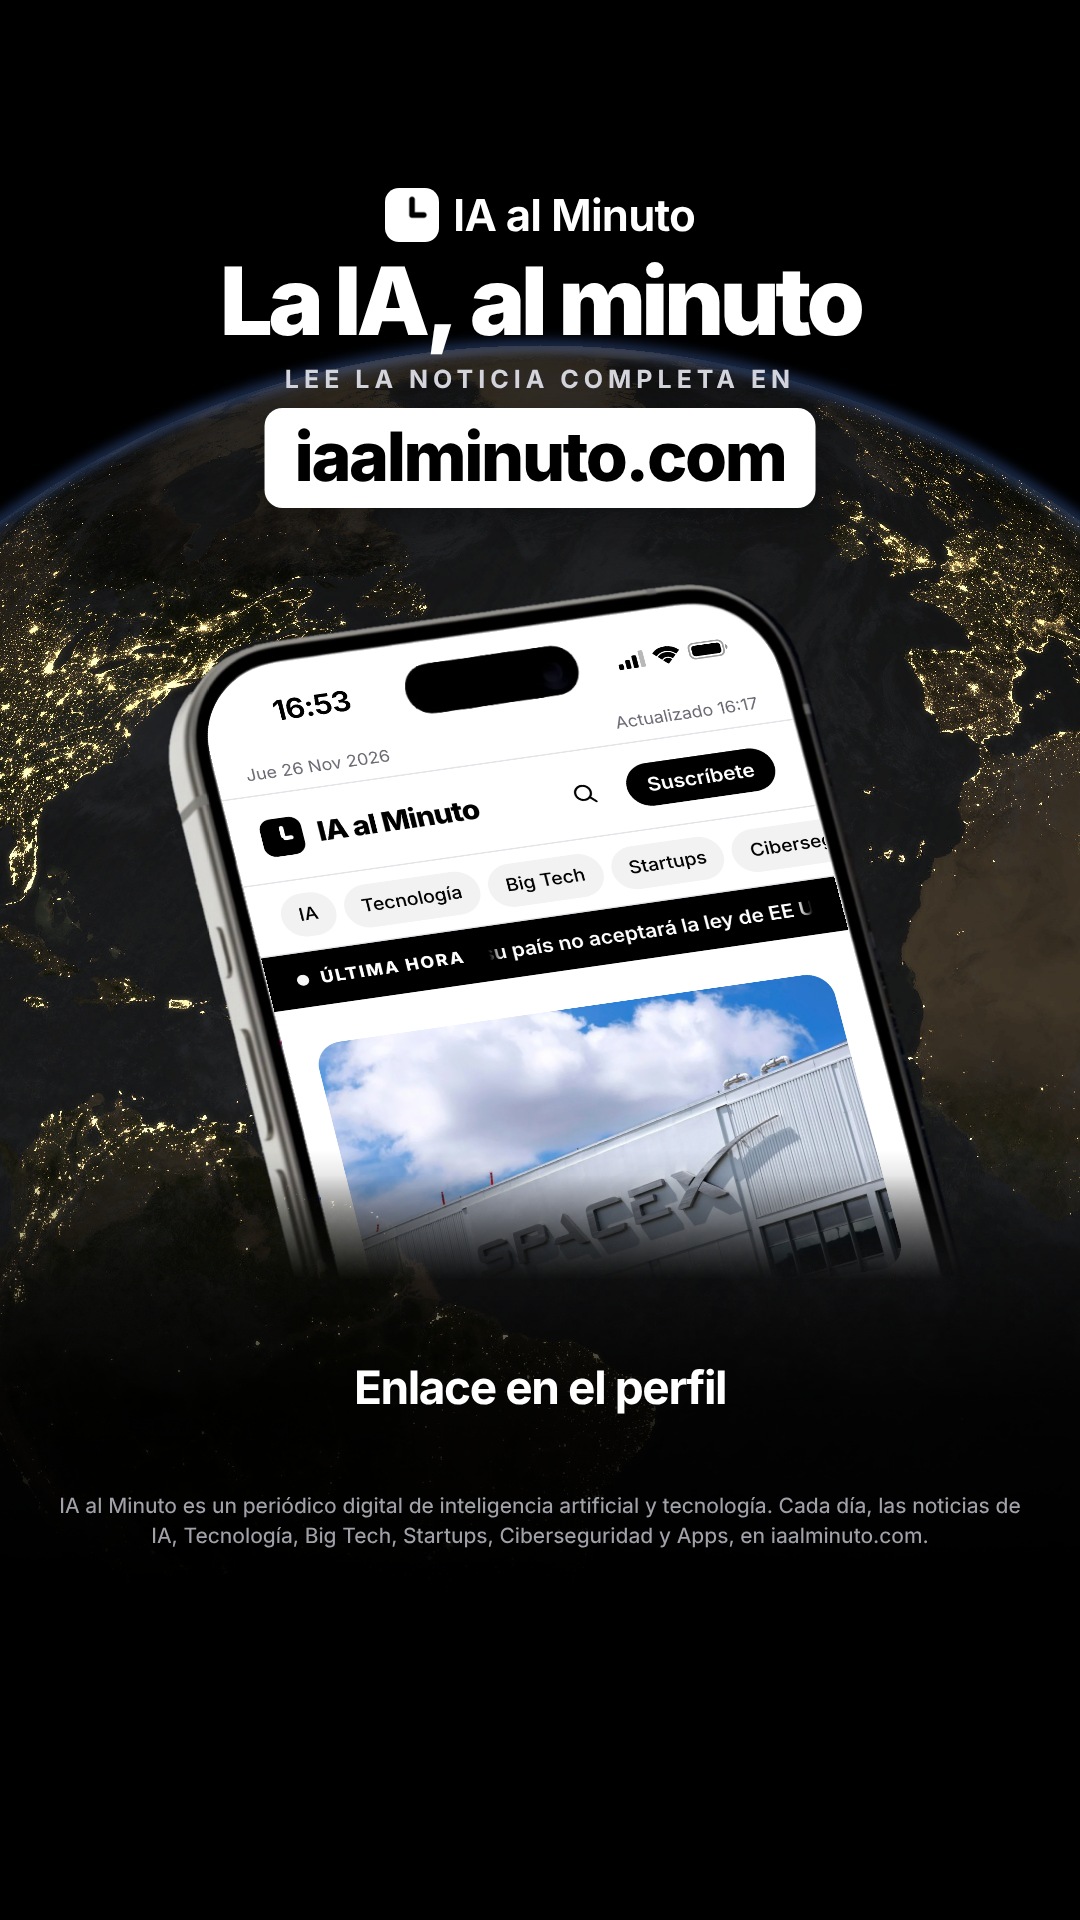 IA al Minuto
La IA, al minuto
LEE LA NOTICIA COMPLETA EN
iaalminuto.com
16:53
Actualizado 16:17
Jue 26 Nov 2026
IA al Minuto
Suscríbete
IA
Tecnología
Big Tech
Startups
Ciberseg
ÚLTIMA HORA
su país no aceptará la ley de EE U
SPACEX
Enlace en el perfil
IA al Minuto es un periódico digital de inteligencia artificial y tecnología. Cada día, las noticias de
IA, Tecnología, Big Tech, Startups, Ciberseguridad y Apps, en iaalminuto.com.